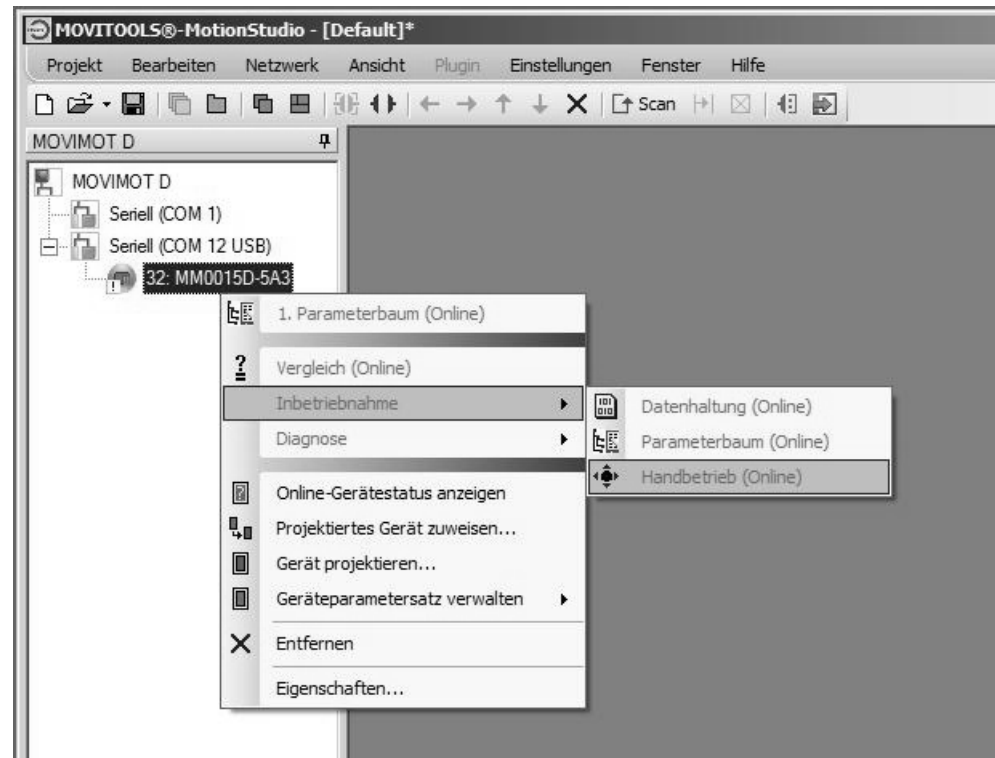 MOVITOOLS®-MotionStudio - [Default]*
Projekt Bearbeiten Netzwerk Ansicht Plugin Einstellungen Fenster Hilfe
Scan
MOVIMOT D
MOVIMOT D
Seriell (COM 1)
Seriell (COM 12 USB)
32: MM0015D-5A3
1. Parameterbaum (Online)
Vergleich (Online)
Inbetriebnahme
Diagnose
Online-Gerätestatus anzeigen
Projektiertes Gerät zuweisen...
Gerät projektieren...
Geräteparametersatz verwalten
Entfernen
Eigenschaften...
Datenhaltung (Online)
Parameterbaum (Online)
Handbetrieb (Online)